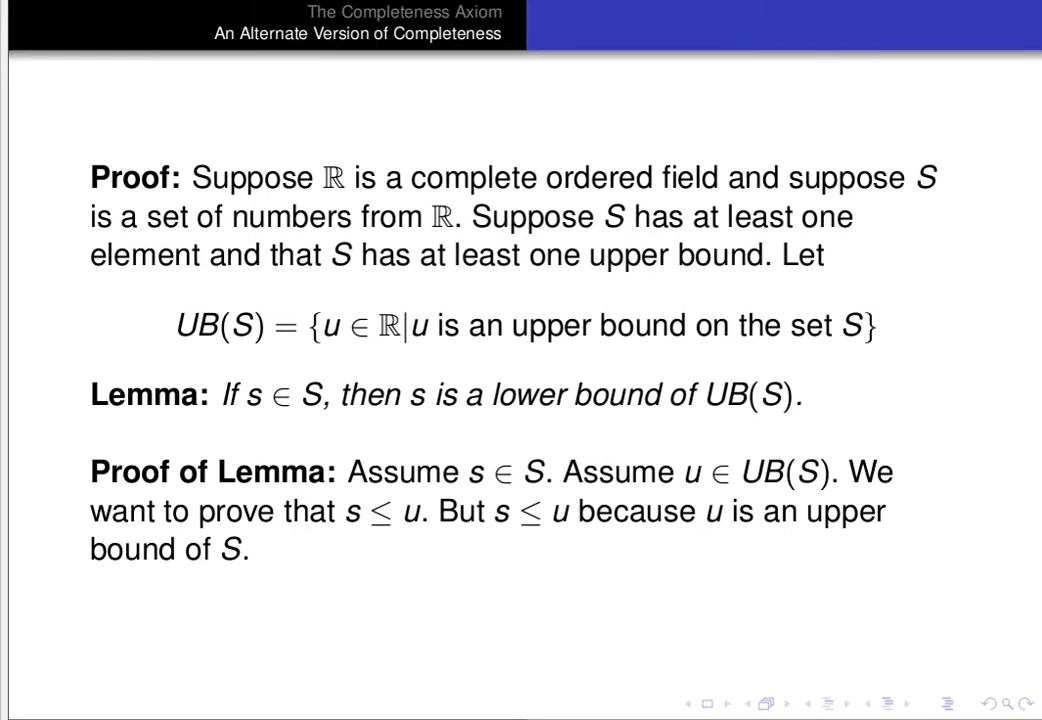 The Completeness Axiom
An Alternate Version of Completeness
Proof: Suppose ℝ is a complete ordered field and suppose S
is a set of numbers from ℝ. Suppose S has at least one
element and that S has at least one upper bound. Let
UB(S) = {u ∈ ℝ|u is an upper bound on the set S}
Lemma: If s ∈ S, then s is a lower bound of UB(S).
Proof of Lemma: Assume s ∈ S. Assume u ∈ UB(S). We
want to prove that s ≤ u. But s ≤ u because u is an upper
bound of S.